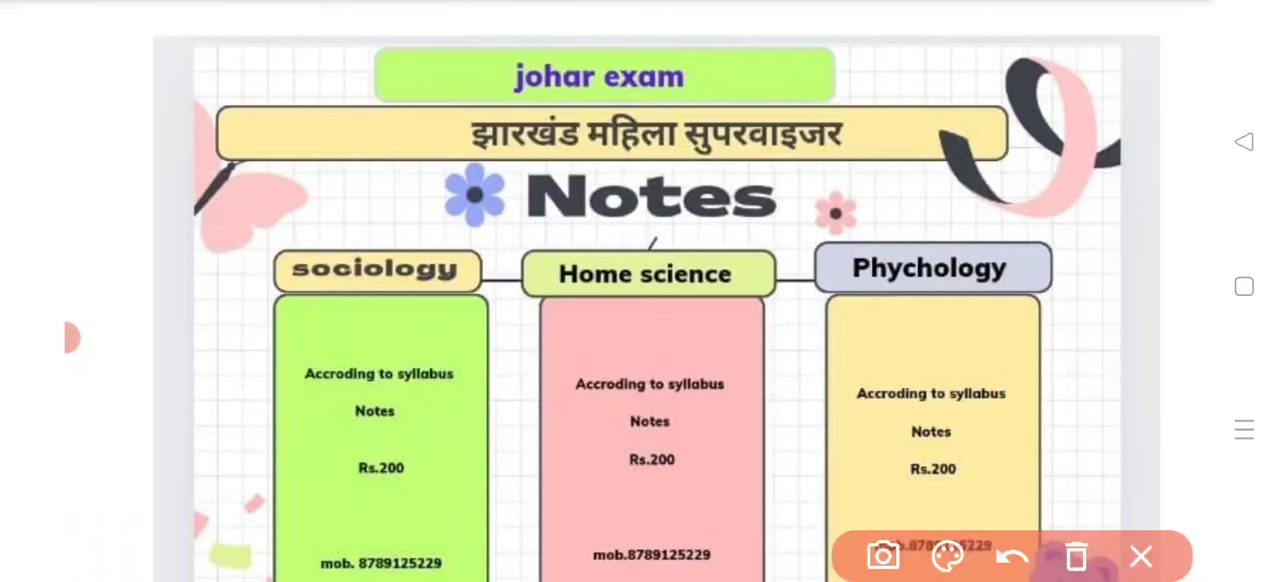 johar exam
झारखंड महिला सुपरवाइजर
Notes
sociology
Accroding to syllabus
Notes
Rs.200
mob. 8789125229
Home science
Accroding to syllabus
Notes
Rs.200
mob.8789125229
Phychology
Accroding to syllabus
Notes
Rs.200